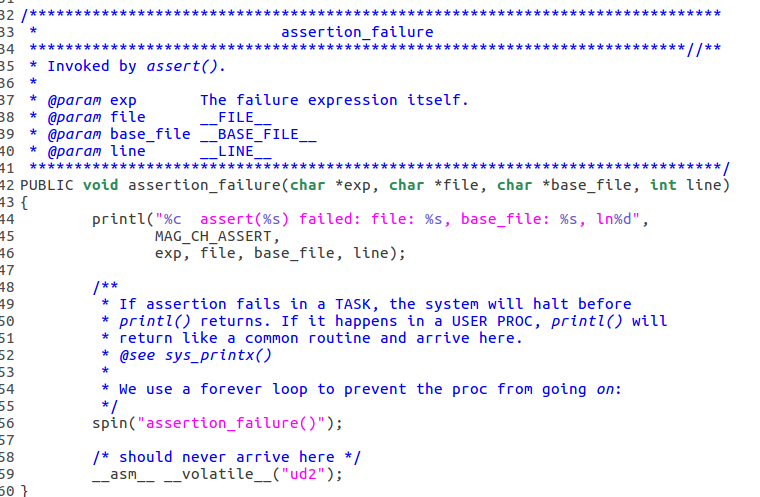 32 /*****************************************************************************
33  *                           assertion_failure
34  *************************************************************************//**
35  * Invoked by assert().
36  *
37  * @param exp       The failure expression itself.
38  * @param file      __FILE__
39  * @param base_file __BASE_FILE__
40  * @param line      __LINE__
41  *****************************************************************************/
42 PUBLIC void assertion_failure(char *exp, char *file, char *base_file, int line)
43 {
44         printl("%c  assert(%s) failed: file: %s, base_file: %s, ln%d",
45                MAG_CH_ASSERT,
46                exp, file, base_file, line);
47
48         /**
49          * If assertion fails in a TASK, the system will halt before
50          * printl() returns. If it happens in a USER PROC, printl() will
51          * return like a common routine and arrive here.
52          * @see sys_printx()
53          *
54          * We use a forever loop to prevent the proc from going on:
55          */
56         spin("assertion_failure()");
57
58         /* should never arrive here */
59         __asm__ __volatile__("ud2");
60 }